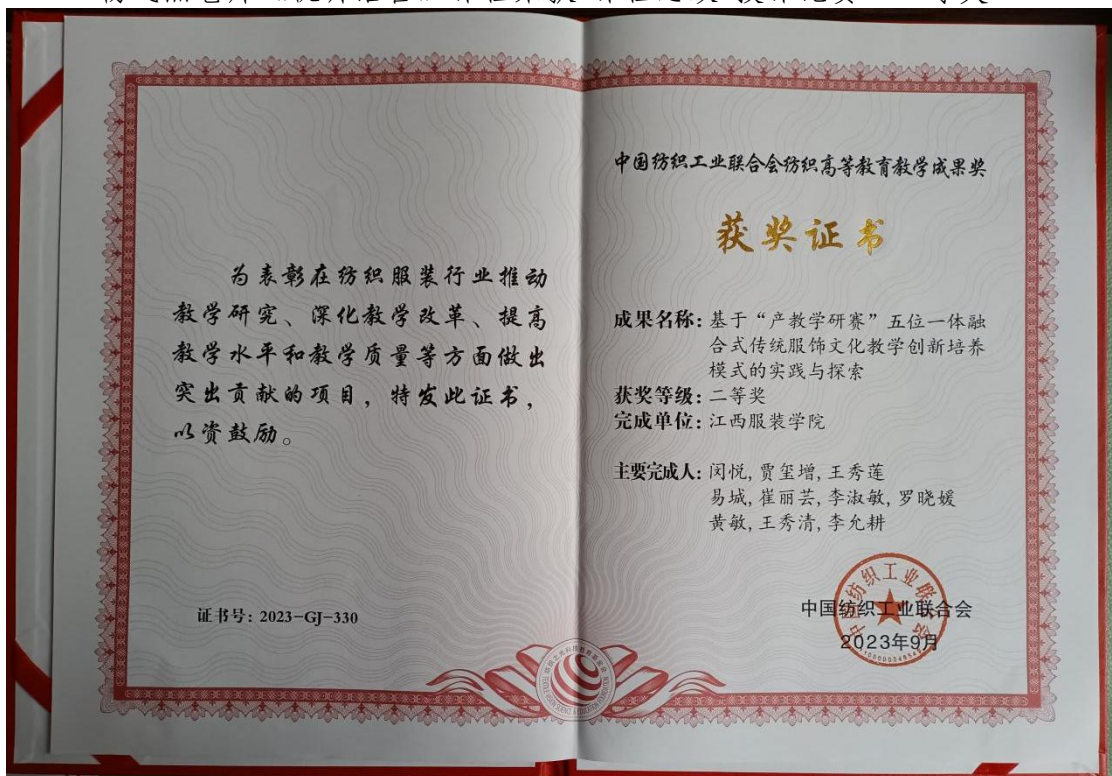 为表彰在纺织服装行业推动
教学研究、深化教学改革、提高
教学水平和教学质量等方面做出
突出贡献的项目，特发此证书，
以资鼓励。
证书号: 2023-GJ-330
中国纺织工业联合会纺织高等教育教学成果奖
获奖证书
成果名称: 基于“产教学研赛”五位一体融
合式传统服饰文化教学创新培养
模式的实践与探索
获奖等级: 二等奖
完成单位: 江西服装学院
主要完成人: 闵悦, 贾玺增, 王秀莲
易城, 崔丽芸, 李淑敏, 罗晓媛
黄敏, 王秀清, 李允耕
中国纺织工业联合会
2023年9月
中国纺织工业联合会